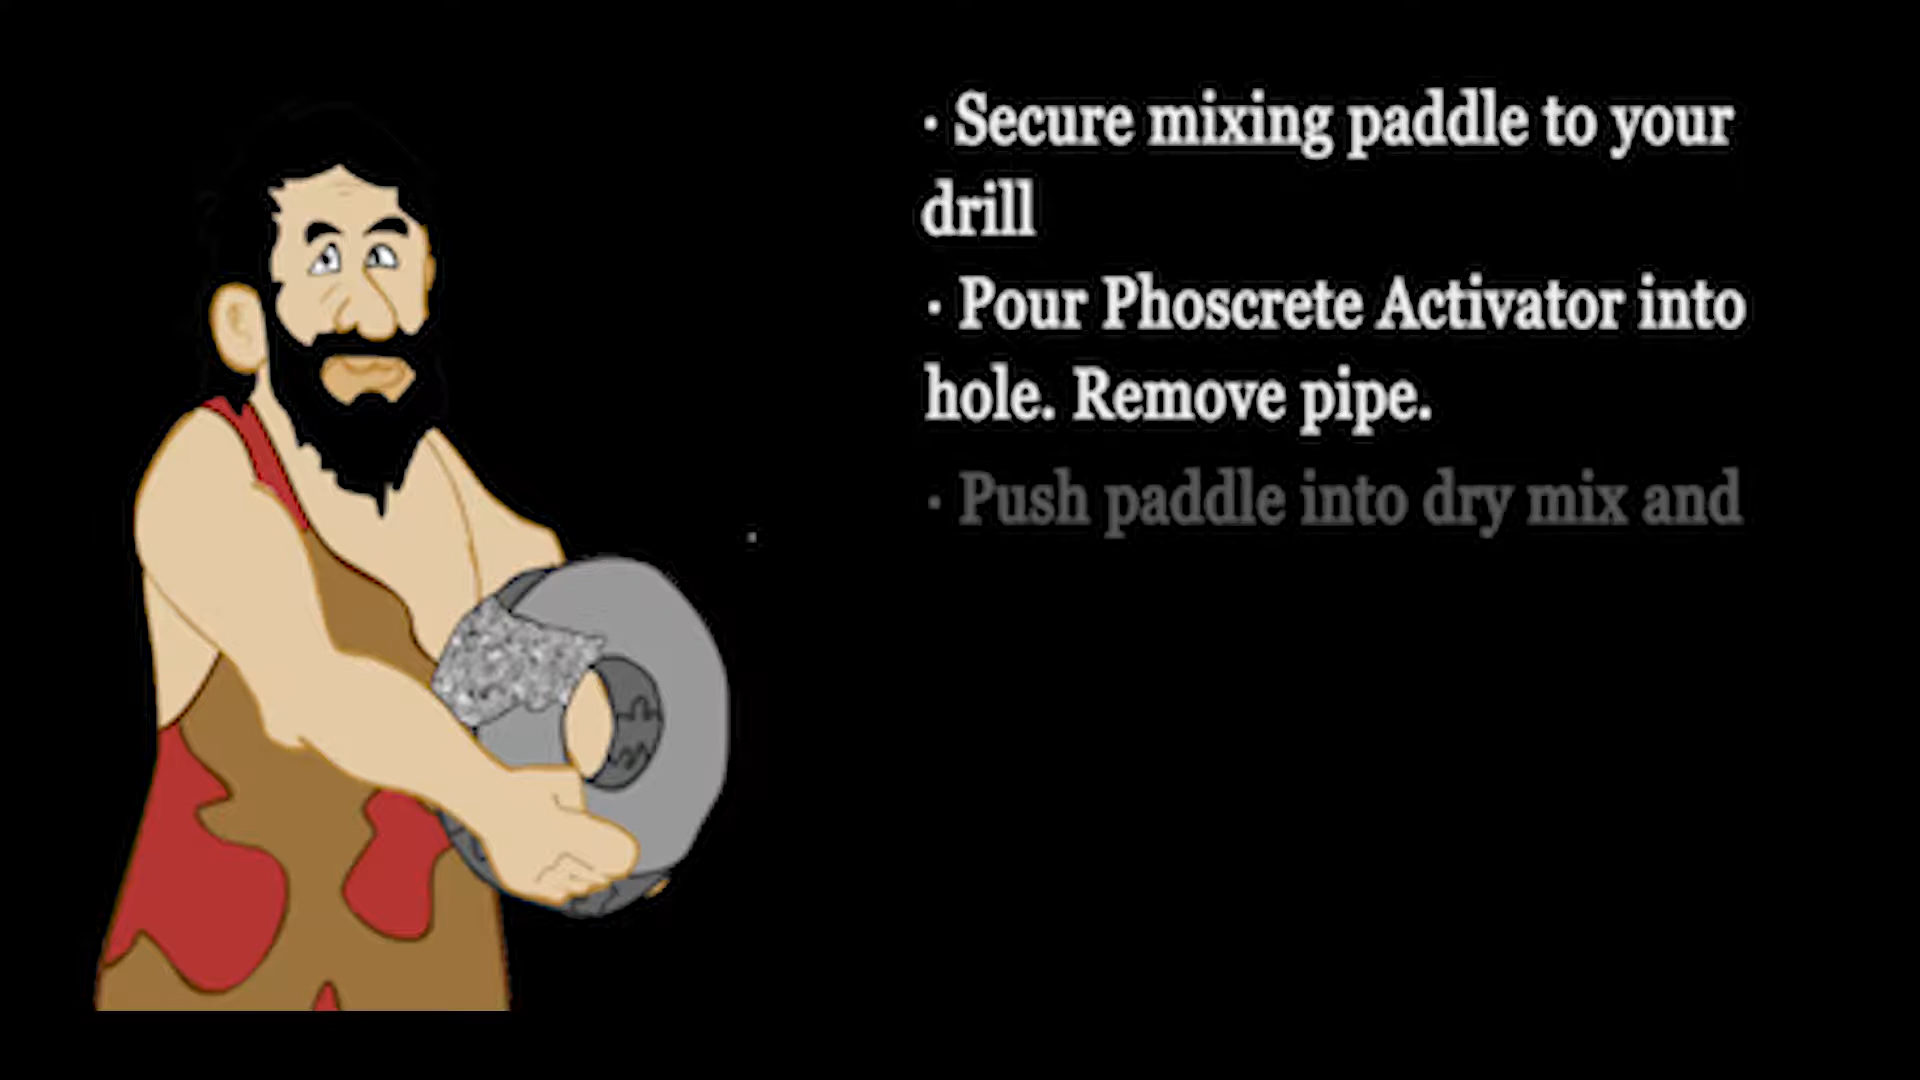 · Secure mixing paddle to your
drill
· Pour Phoscrete Activator into
hole. Remove pipe.
· Push paddle into dry mix and